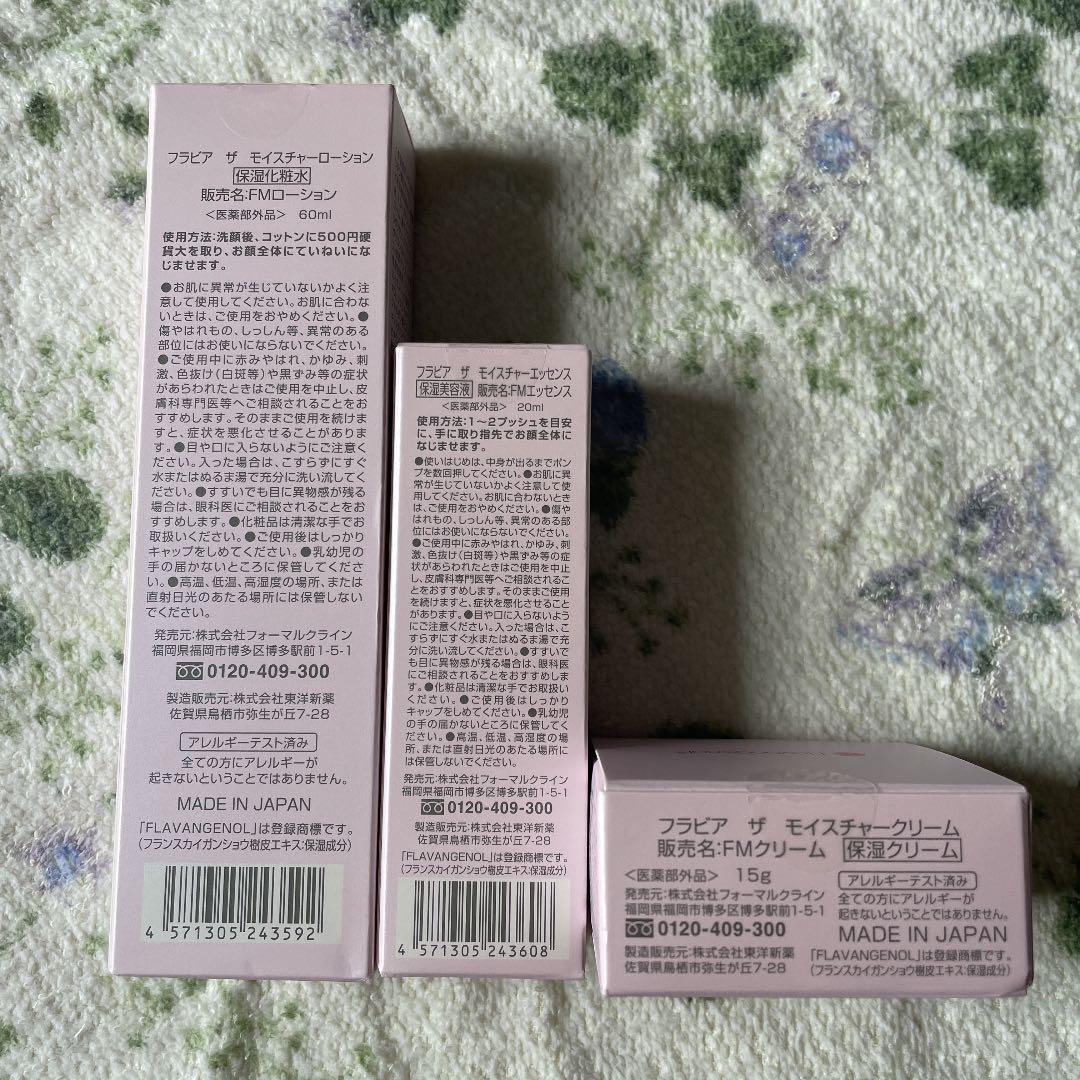 フラビア ザ モイスチャーローション
保湿化粧水
販売名:FMローション
<医薬部外品> 60ml
使用方法:洗顔後、コットンに500円硬
貨大を取り、お顔全体にていねいにな
じませます。
●お肌に異常が生じていないかよく注
意して使用してください。お肌に合わな
いときは、ご使用をおやめください。●
傷やはれもの、しっしん等、異常のある
部位にはお使いにならないでください。
●ご使用中に赤みやはれ、かゆみ、刺
激、色抜け(白斑等)や黒ずみ等の症状
があらわれたときはご使用を中止し、皮
膚科専門医等へご相談されることをお
すすめします。そのままご使用を続けま
すと、症状を悪化させることがありま
す。●目や口に入らないようにご注意く
ださい。入った場合は、こすらずにすぐ
水またはぬるま湯で充分に洗い流してく
ださい。●すすいでも目に異物感が残る
場合は、眼科医にご相談されることをお
すすめします。●化粧品は清潔な手でお
取扱いください。●ご使用後はしっかり
キャップをしめてください。●乳幼児の
手の届かないところに保管してくださ
い。●高温、低温、高湿度の場所、または
直射日光のあたる場所には保管しない
でください。
発売元:株式会社フォーマルクライン
福岡県福岡市博多区博多駅前1-5-1
0120-409-300
製造販売元:株式会社東洋新薬
佐賀県鳥栖市弥生が丘7-28
アレルギーテスト済み
全ての方にアレルギーが
起きないということではありません。
MADE IN JAPAN
「FLAVANGENOL」は登録商標です。
(フランスカイガンショウ樹皮エキス:保湿成分)
4 571305 243592
フラビア ザ モイスチャーエッセンス
保湿美容液 販売名:FMエッセンス
<医薬部外品> 20ml
使用方法:1〜2プッシュを目安
に、手に取り指先でお顔全体に
なじませます。
●使いはじめは、中身が出るまでポン
プを数回押してください。●お肌に異
常が生じていないかよく注意して使
用してください。お肌に合わないとき
は、ご使用をおやめください。●傷や
はれもの、しっしん等、異常のある部
位にはお使いにならないでください。
●ご使用中に赤みやはれ、かゆみ、刺
激、色抜け(白斑等)や黒ずみ等の症
状があらわれたときはご使用を中止
し、皮膚科専門医等へご相談されるこ
とをおすすめします。そのままご使用
を続けますと、症状を悪化させること
があります。●目や口に入らないよう
にご注意ください。入った場合は、こ
すらずにすぐ水またはぬるま湯で充
分に洗い流してください。●すすいで
も目に異物感が残る場合は、眼科医
にご相談されることをおすすめしま
す。●化粧品は清潔な手でお取扱い
ください。●ご使用後はしっかり
キャップをしめてください。●乳幼児
の手の届かないところに保管してく
ださい。●高温、低温、高湿度の場
所、または直射日光のあたる場所に
は保管しないでください。
発売元:株式会社フォーマルクライン
福岡県福岡市博多区博多駅前1-5-1
0120-409-300
製造販売元:株式会社東洋新薬
佐賀県鳥栖市弥生が丘7-28
「FLAVANGENOL」は登録商標です。
(フランスカイガンショウ樹皮エキス:保湿成分)
4 571305 243608
フラビア ザ モイスチャークリーム
販売名:FMクリーム 保湿クリーム
<医薬部外品> 15g
発売元:株式会社フォーマルクライン
福岡県福岡市博多区博多駅前1-5-1
0120-409-300
製造販売元:株式会社東洋新薬
佐賀県鳥栖市弥生が丘7-28
アレルギーテスト済み
全ての方にアレルギーが
起きないということではありません。
MADE IN JAPAN
「FLAVANGENOL」は登録商標です。
(フランスカイガンショウ樹皮エキス:保湿成分)